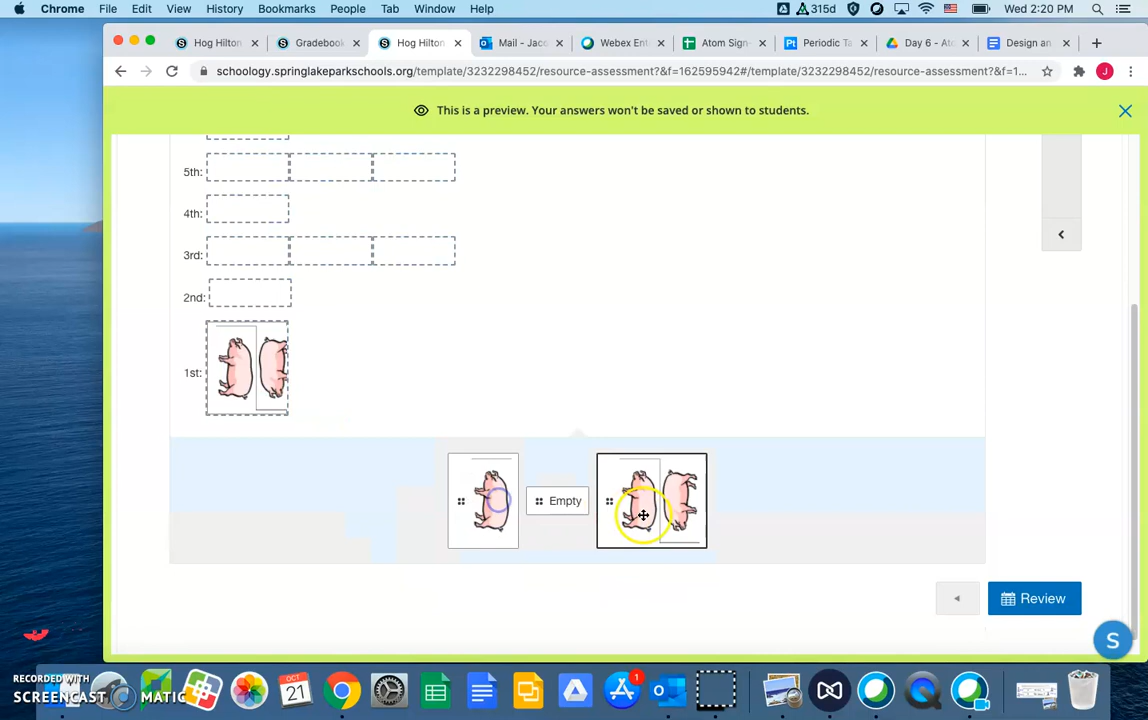 Chrome File Edit View History Bookmarks People Tab Window Help 315d Wed 2:20 PM
Hog Hilton Gradebook Hog Hilton Mail - Jac Webex Ent Atom Sign- Periodic Ta Day 6 - Ato Design an
schoology.springlakeparkschools.org/template/3232298452/resource-assessment?&f=162595942#/template/3232298452/resource-assessment?&f=1... J
This is a preview. Your answers won't be saved or shown to students.
5th:
4th:
3rd:
2nd:
1st:
Empty
Review
S
RECORDED WITH
SCREENCAST MATIC
OCT
21
1